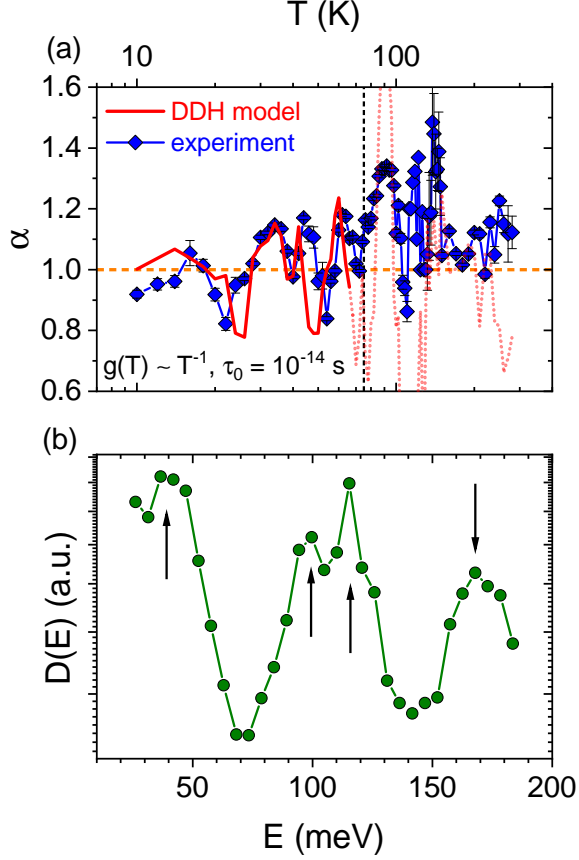 T (K)
10 100
(a)
1.6
DDH model
experiment
1.4
1.2
α
1.0
0.8
g(T) ~ T⁻¹, τ₀ = 10⁻¹⁴ s
0.6
(b)
D(E) (a.u.)
50 100 150 200
E (meV)